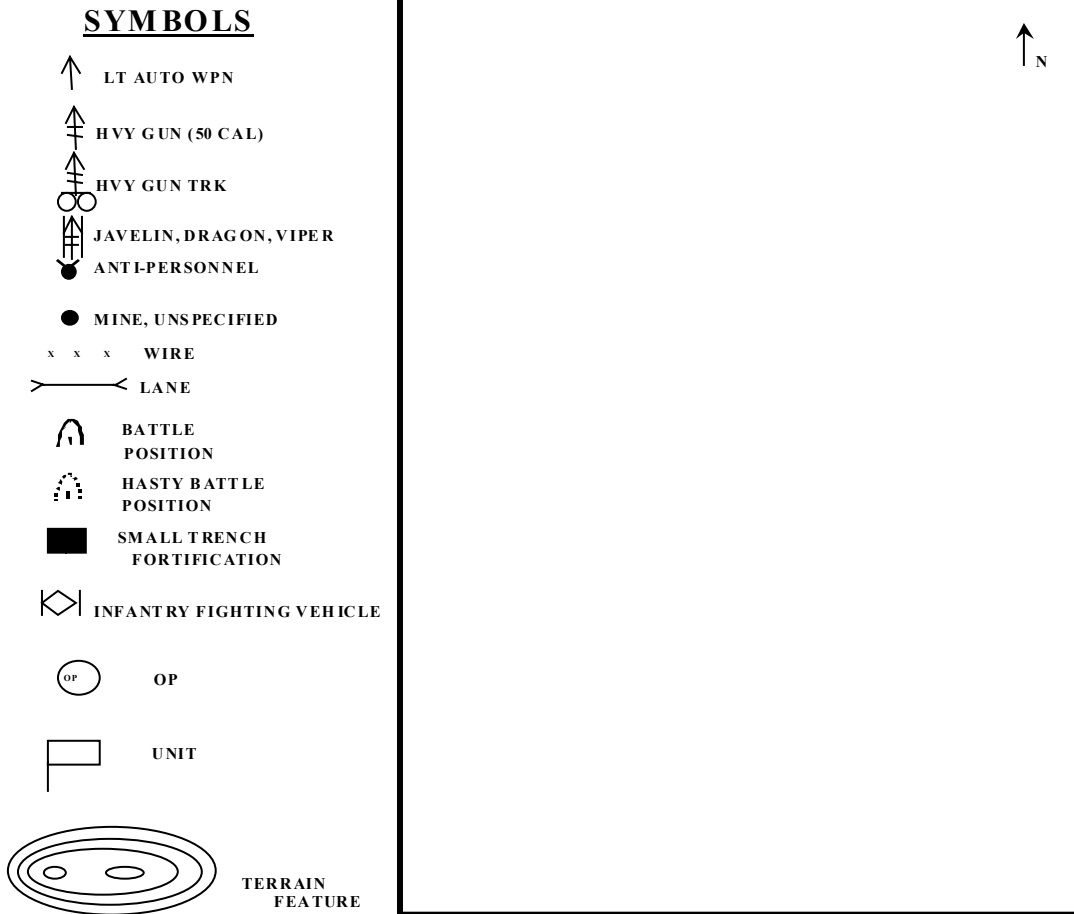 SYMBOLS
N
LT AUTO WPN
HVY GUN (50 CAL)
HVY GUN TRK
JAVELIN, DRAGON, VIPER
ANTI-PERSONNEL
MINE, UNSPECIFIED
x x x WIRE
LANE
BATTLE
POSITION
HASTY BATTLE
POSITION
SMALL TRENCH
FORTIFICATION
INFANTRY FIGHTING VEHICLE
OP OP
UNIT
TERRAIN
FEATURE